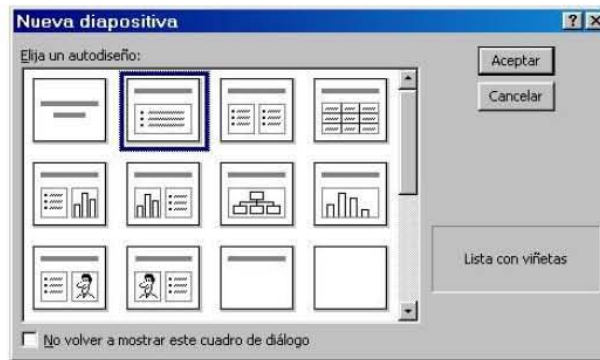 Nueva diapositiva
Elija un autodiseño:
Aceptar
Cancelar
Lista con viñetas
No volver a mostrar este cuadro de diálogo